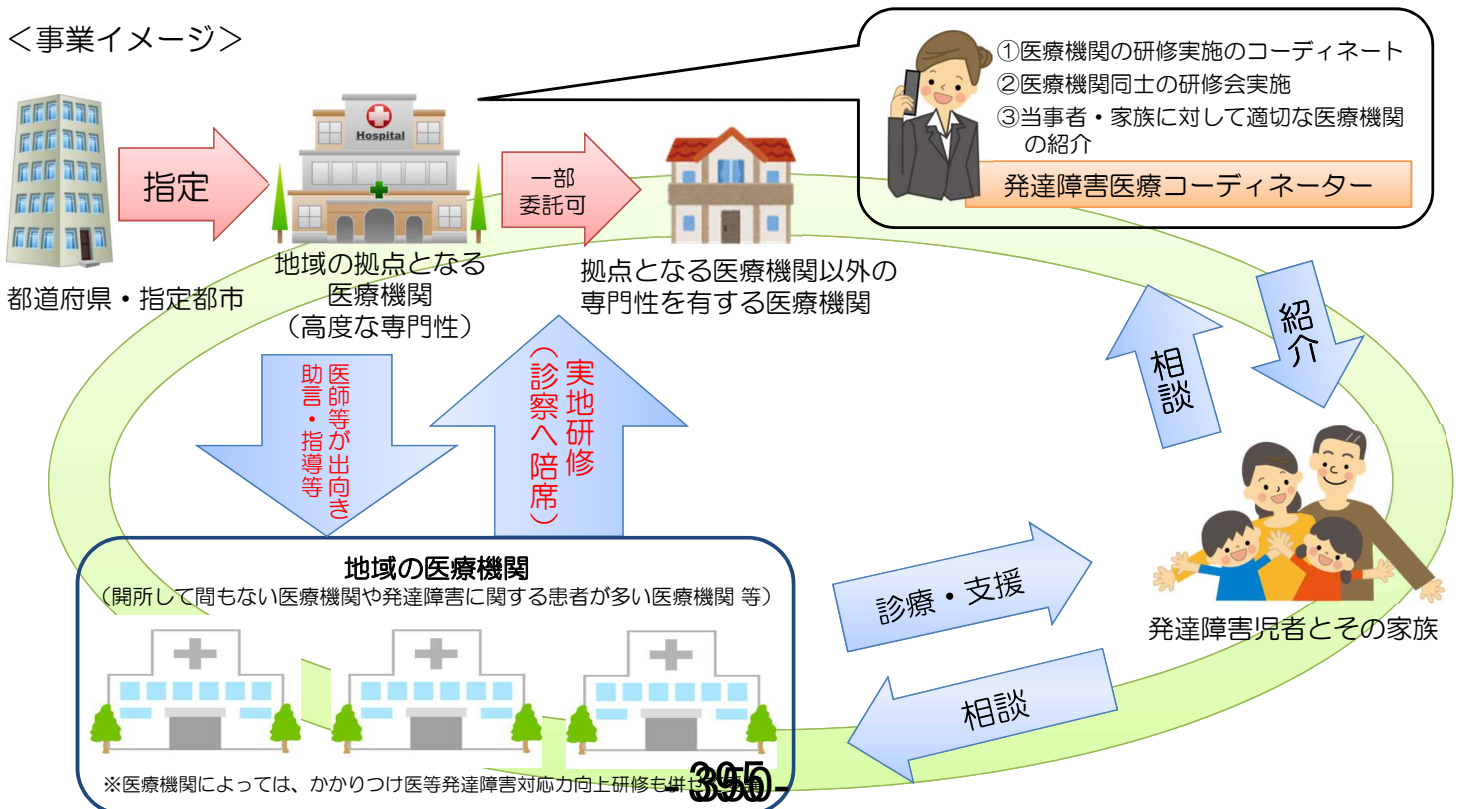 <事業イメージ>
①医療機関の研修実施のコーディネート
②医療機関同士の研修会実施
③当事者・家族に対して適切な医療機関
の紹介
発達障害医療コーディネーター
Hospital
指定
一部
委託可
都道府県・指定都市
地域の拠点となる
医療機関
（高度な専門性）
拠点となる医療機関以外の
専門性を有する医療機関
医師等が出向き
助言・指導等
実地研修
（診察へ陪席）
相談
紹介
地域の医療機関
（開所して間もない医療機関や発達障害に関する患者が多い医療機関 等）
診療・支援
発達障害児者とその家族
相談
※医療機関によっては、かかりつけ医等発達障害対応力向上研修も併せ